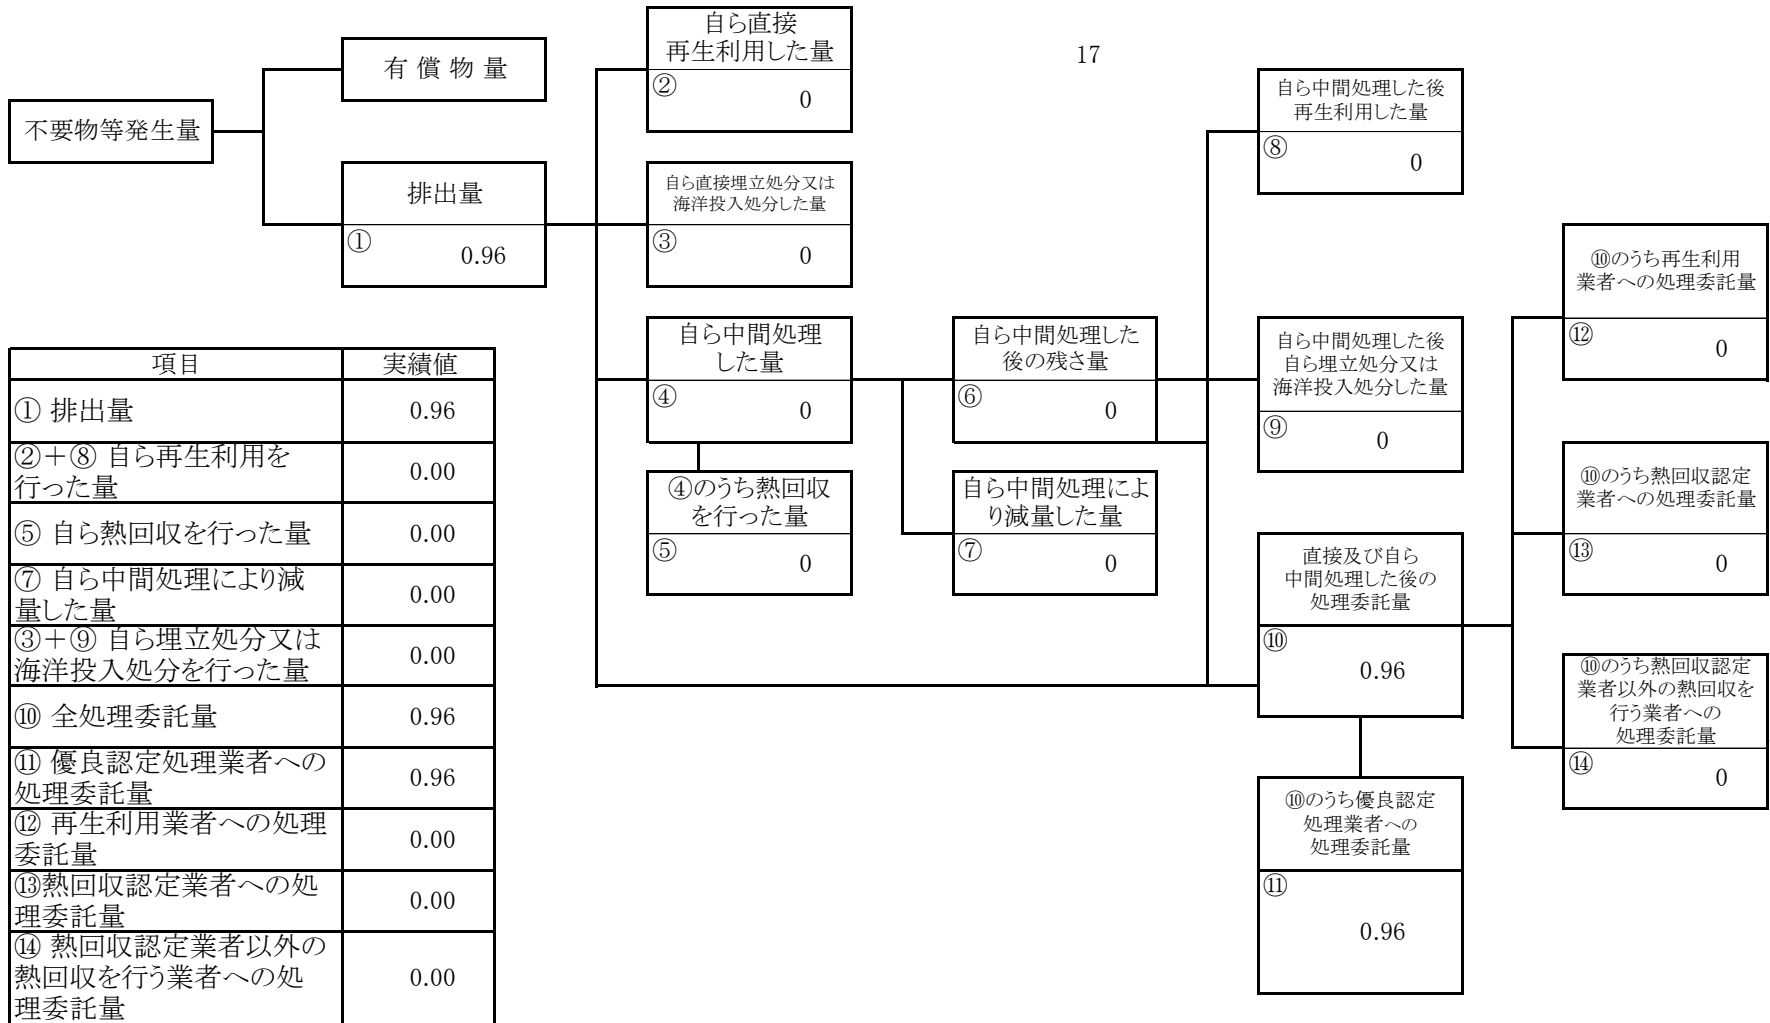 17
不要物等発生量
有償物量
排出量
①
0.96
自ら直接
再生利用した量
②
0
自ら直接埋立処分又は
海洋投入処分した量
③
0
自ら中間処理
した量
④
0
④のうち熱回収
を行った量
⑤
0
自ら中間処理した
後の残さ量
⑥
0
自ら中間処理によ
り減量した量
⑦
0
自ら中間処理した後
再生利用した量
⑧
0
自ら中間処理した後
自ら埋立処分又は
海洋投入処分した量
⑨
0
直接及び自ら
中間処理した後の
処理委託量
⑩
0.96
⑩のうち優良認定
処理業者への
処理委託量
⑪
0.96
⑩のうち再生利用
業者への処理委託量
⑫
0
⑩のうち熱回収認定
業者への処理委託量
⑬
0
⑩のうち熱回収認定
業者以外の熱回収を
行う業者への
処理委託量
⑭
0
項目 実績値
① 排出量 0.96
②＋⑧ 自ら再生利用を
行った量 0.00
⑤ 自ら熱回収を行った量 0.00
⑦ 自ら中間処理により減
量した量 0.00
③＋⑨ 自ら埋立処分又は
海洋投入処分を行った量 0.00
⑩ 全処理委託量 0.96
⑪ 優良認定処理業者への
処理委託量 0.96
⑫ 再生利用業者への処理
委託量 0.00
⑬熱回収認定業者への処
理委託量 0.00
⑭ 熱回収認定業者以外の
熱回収を行う業者への処
理委託量 0.00